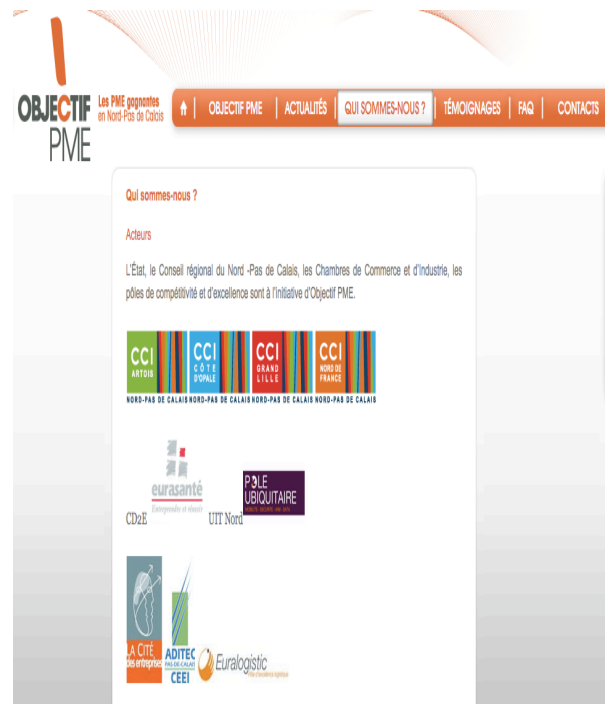 OBJECTIF PME
Les PME gagnantes
en Nord-Pas de Calais
OBJECTIF PME | ACTUALITÉS | QUI SOMMES-NOUS ? | TÉMOIGNAGES | FAQ | CONTACTS
Qui sommes-nous ?
Acteurs
L'État, le Conseil régional du Nord -Pas de Calais, les Chambres de Commerce et d'Industrie, les
pôles de compétitivité et d'excellence sont à l'initiative d'Objectif PME.
CCI ARTOIS NORD-PAS DE CALAIS
CCI CÔTE D'OPALE NORD-PAS DE CALAIS
CCI GRAND LILLE NORD-PAS DE CALAIS
CCI NORD DE FRANCE NORD-PAS DE CALAIS
CD2E
eurasanté
Entreprendre et réussir
UIT Nord
PÔLE
UBIQUITAIRE
LA CITÉ
des entreprises
ADITEC
PAS-DE-CALAIS
CEEI
Euralogistic